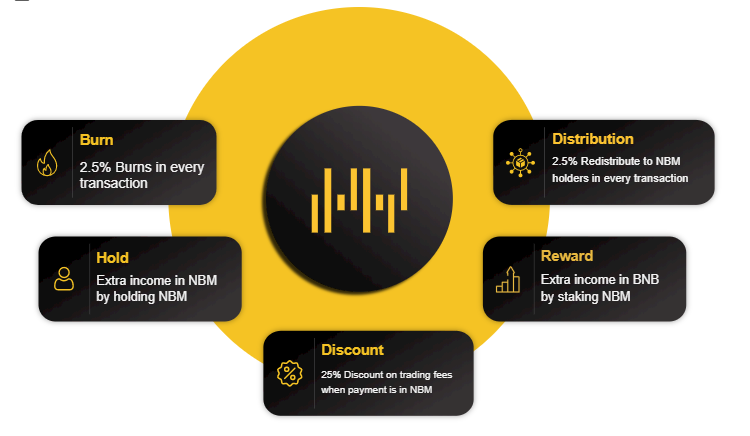 Burn
2.5% Burns in every
transaction
Distribution
2.5% Redistribute to NBM
holders in every transaction
Hold
Extra income in NBM
by holding NBM
Reward
Extra income in BNB
by staking NBM
Discount
25% Discount on trading fees
when payment is in NBM